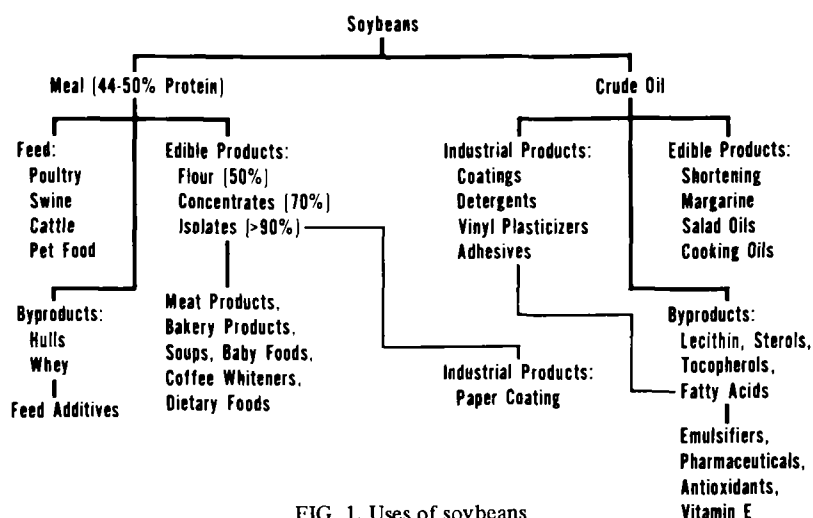 Soybeans
Meal (44-50% Protein)
Crude Oil
Feed:
Poultry
Swine
Cattle
Pet Food
Edible Products:
Flour (50%)
Concentrates (70%)
Isolates (>90%)
Industrial Products:
Coatings
Detergents
Vinyl Plasticizers
Adhesives
Edible Products:
Shortening
Margarine
Salad Oils
Cooking Oils
Byproducts:
Hulls
Whey
Feed Additives
Meat Products,
Bakery Products,
Soups, Baby Foods,
Coffee Whiteners,
Dietary Foods
Industrial Products:
Paper Coating
Byproducts:
Lecithin, Sterols,
Tocopherols,
Fatty Acids
Emulsifiers,
Pharmaceuticals,
Antioxidants,
Vitamin E
FIG. 1. Uses of soybeans